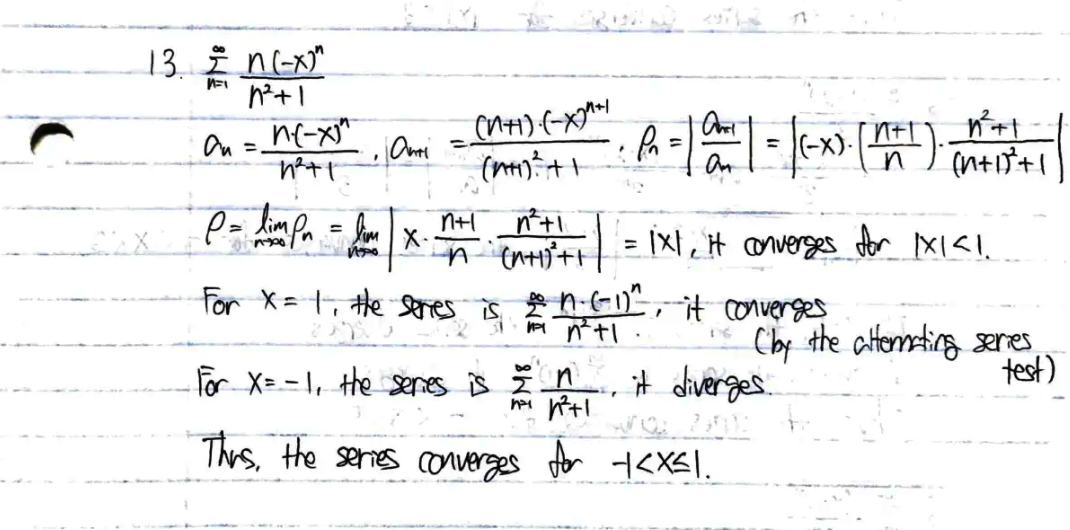 13. $\sum_{n=1}^{\infty} \frac{n(-x)^n}{n^2+1}$
$a_n = \frac{n \cdot (-x)^n}{n^2+1}, a_{n+1} = \frac{(n+1) \cdot (-x)^{n+1}}{(n+1)^2+1}, \rho_n = \left| \frac{a_{n+1}}{a_n} \right| = \left| (-x) \cdot \left( \frac{n+1}{n} \right) \cdot \frac{n^2+1}{(n+1)^2+1} \right|$
$\rho = \lim_{n \to \infty} \rho_n = \lim_{n \to \infty} \left| x \cdot \frac{n+1}{n} \cdot \frac{n^2+1}{(n+1)^2+1} \right| = |x|$, it converges for $|x| < 1$.
For $x = 1$, the series is $\sum_{n=1}^{\infty} \frac{n \cdot (-1)^n}{n^2+1}$, it converges
(by the alternating series
test)
For $x = -1$, the series is $\sum_{n=1}^{\infty} \frac{n}{n^2+1}$, it diverges.
Thus, the series converges for $-1 < x \leq 1$.